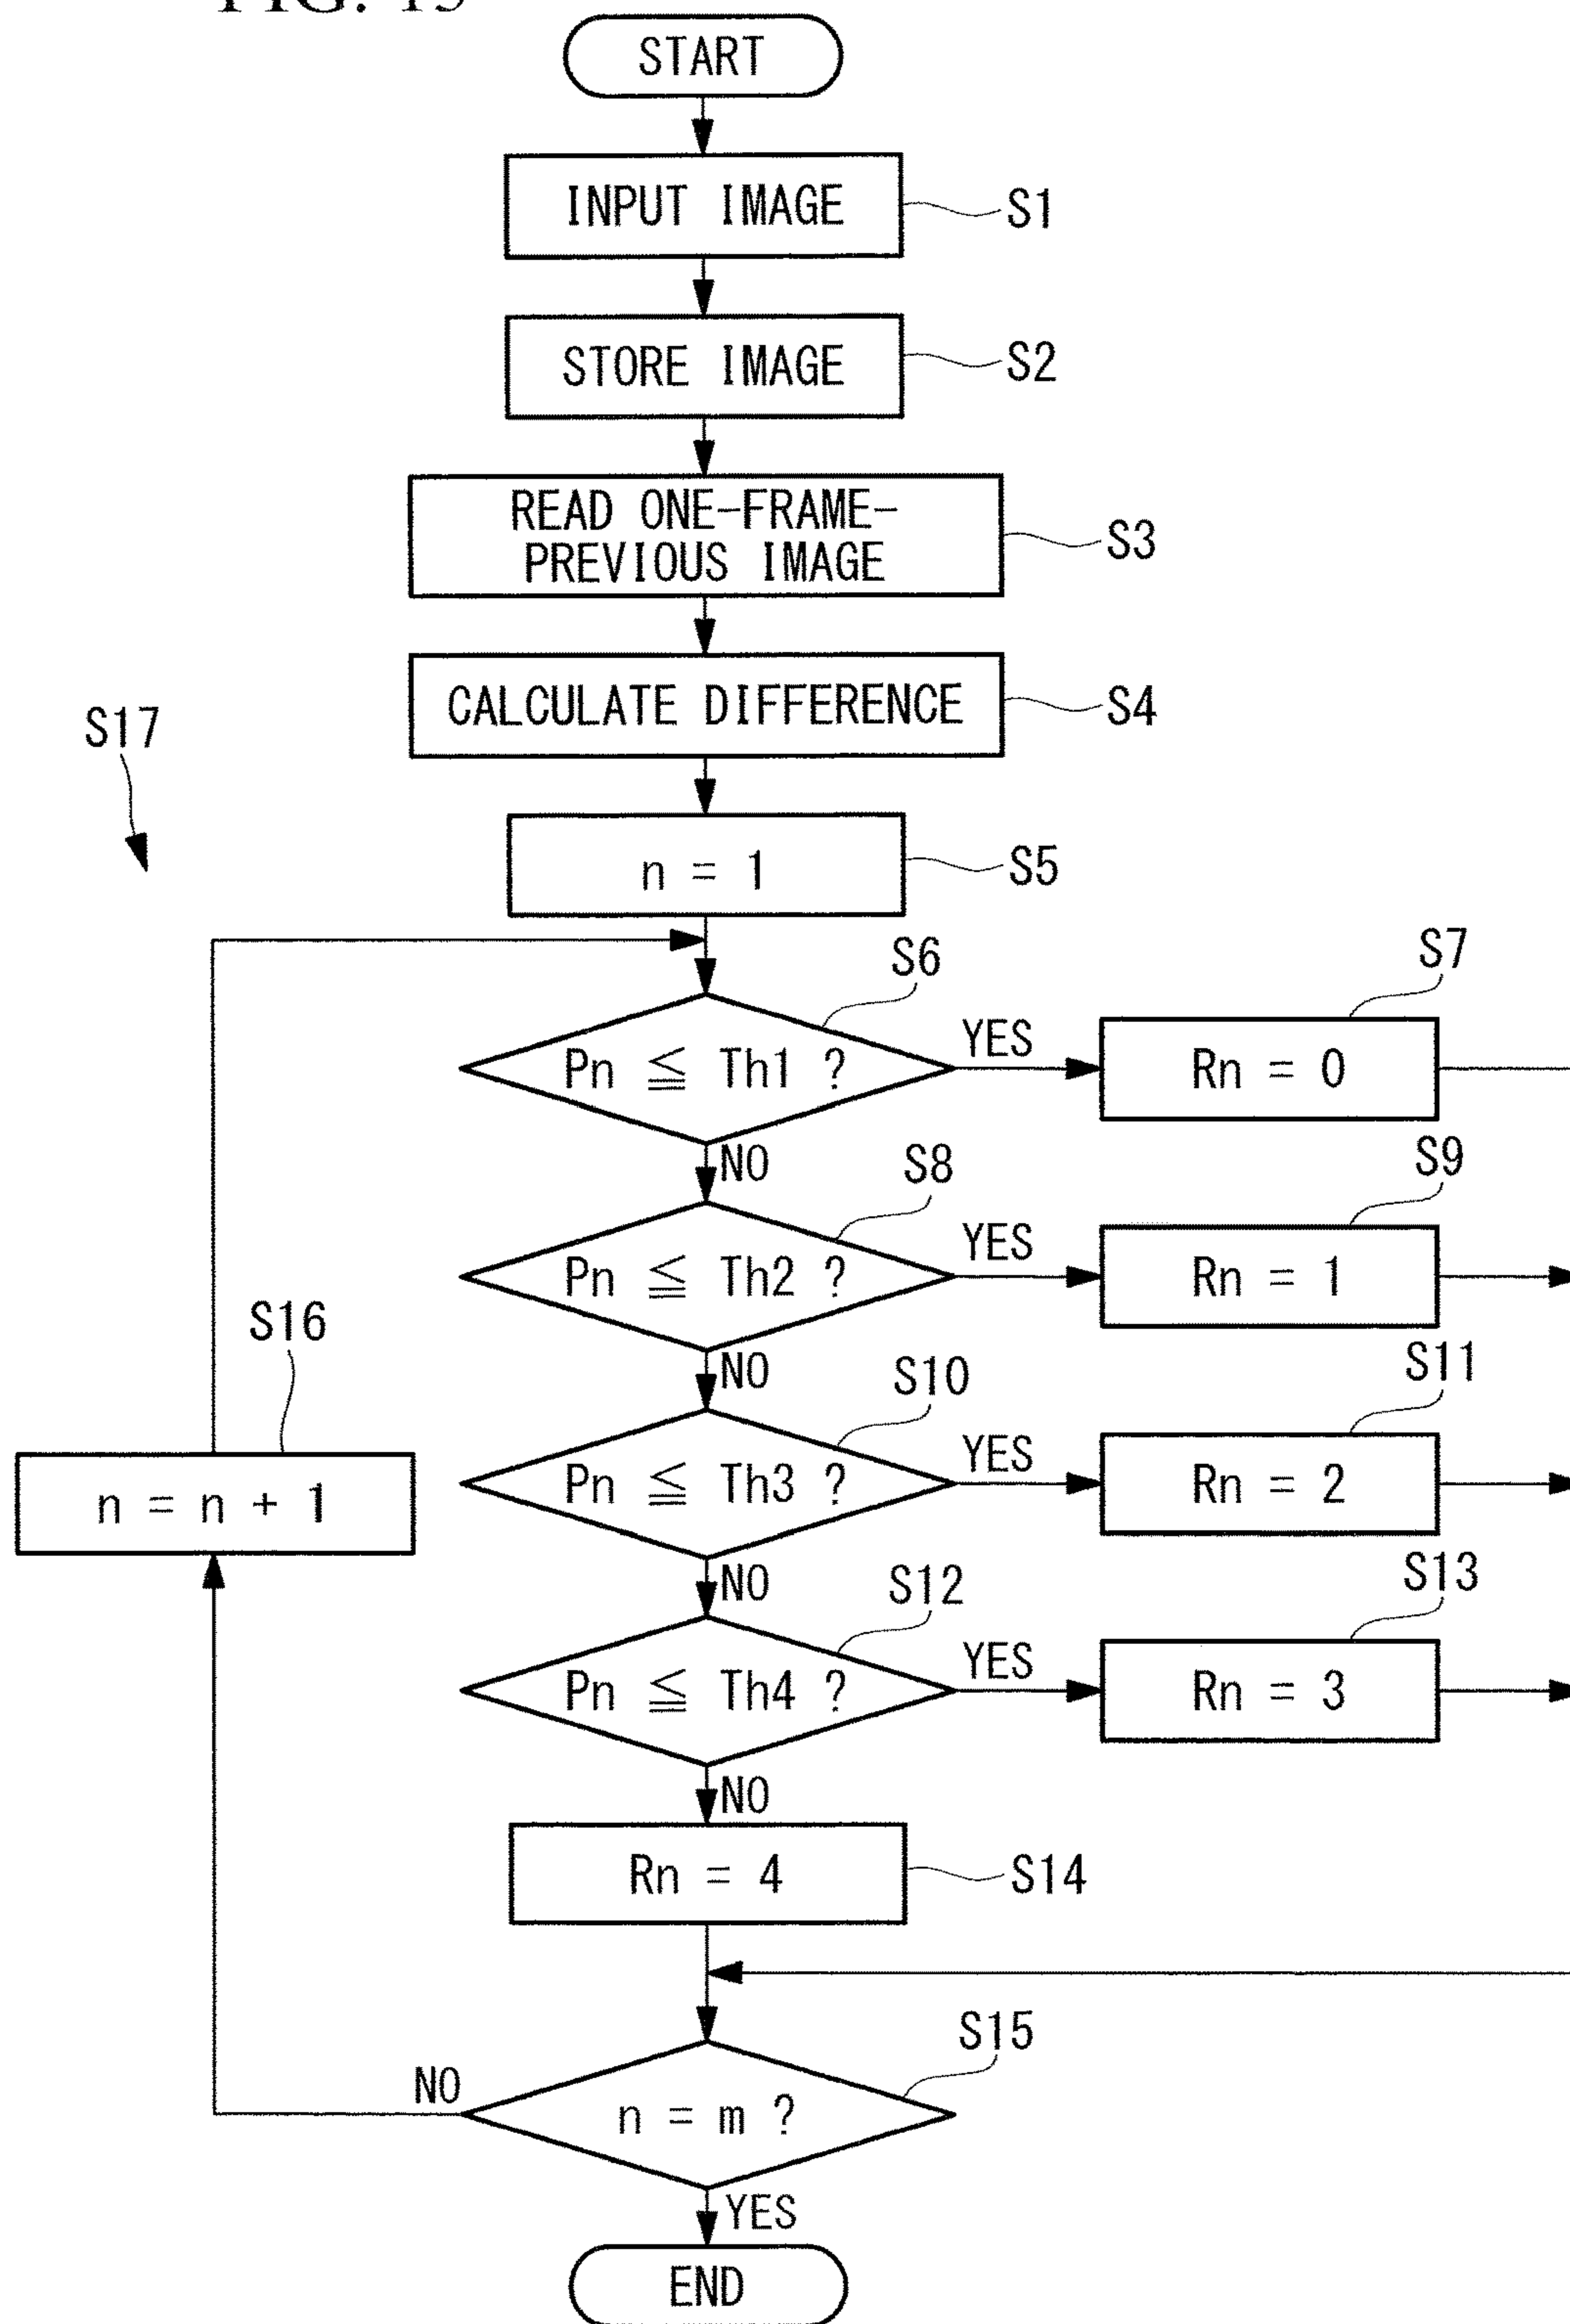 START
INPUT IMAGE
S1
STORE IMAGE
S2
READ ONE-FRAME-
PREVIOUS IMAGE
S3
CALCULATE DIFFERENCE
S4
S17
n = 1
S5
S6
S7
Pn ≦ Th1 ?
YES
Rn = 0
NO
S8
S9
Pn ≦ Th2 ?
YES
Rn = 1
S16
NO
S10
S11
n = n + 1
Pn ≦ Th3 ?
YES
Rn = 2
NO
S12
S13
Pn ≦ Th4 ?
YES
Rn = 3
NO
Rn = 4
S14
S15
NO
n = m ?
YES
END